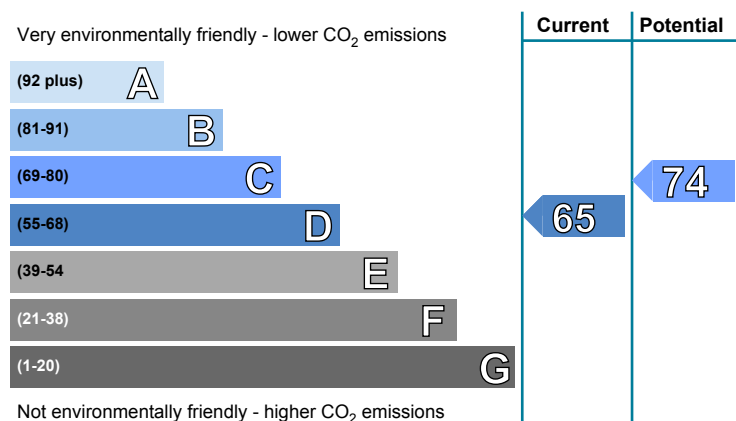 Current Potential
Very environmentally friendly - lower CO2 emissions
(92 plus) A
(81-91) B
(69-80) C
74
(55-68) D
65
(39-54 E
(21-38) F
(1-20) G
Not environmentally friendly - higher CO2 emissions